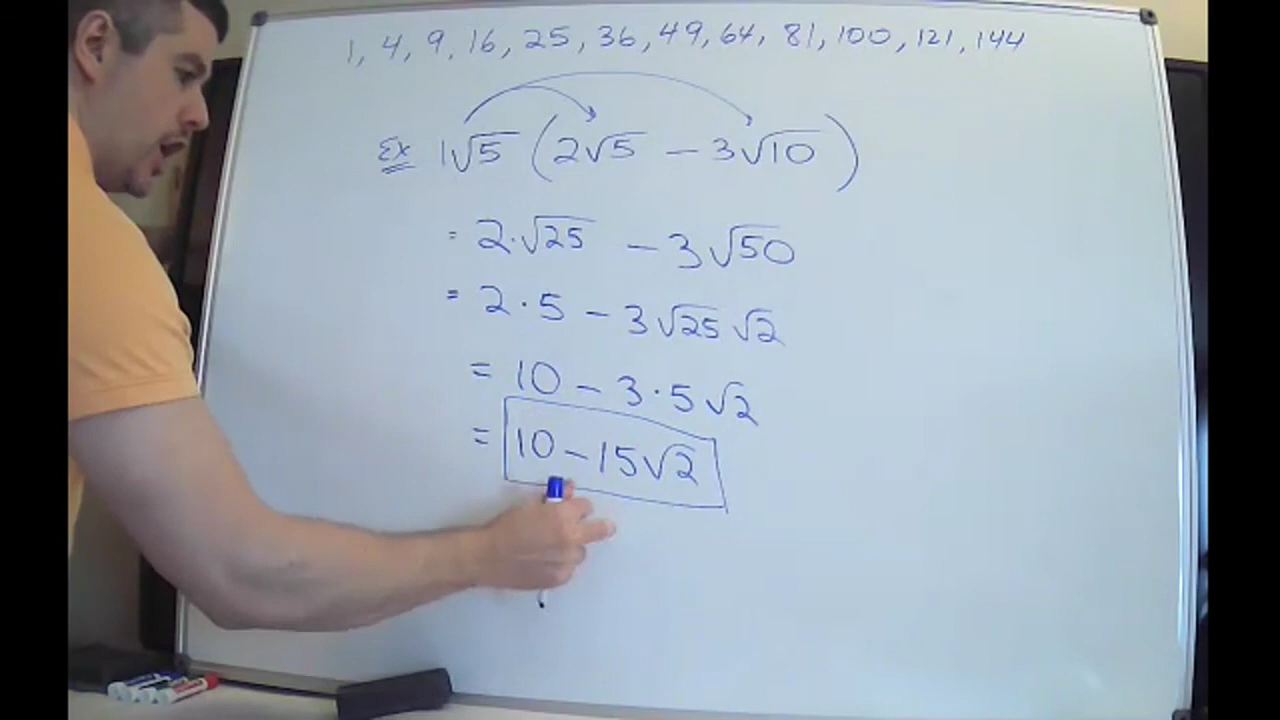 1, 4, 9, 16, 25, 36, 49, 64, 81, 100, 121, 144
Ex 1√5 (2√5 - 3√10)
= 2·√25 - 3√50
= 2·5 - 3√25√2
= 10 - 3·5√2
= 10 - 15√2